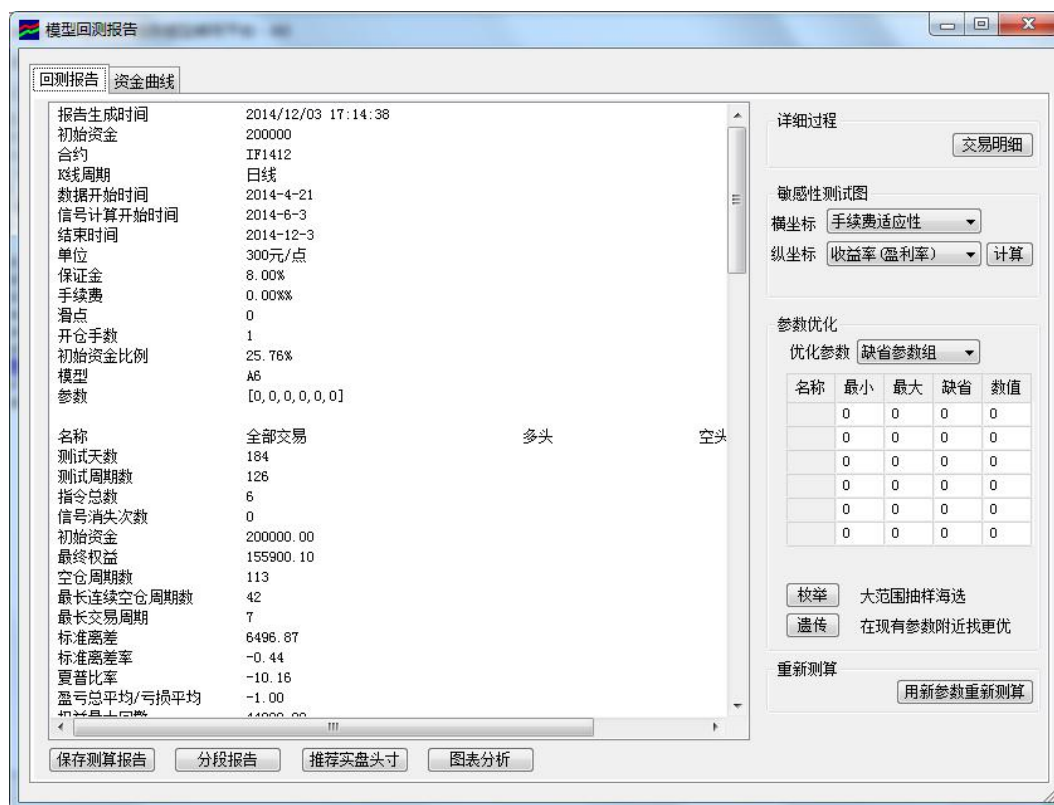 模型回测报告
回测报告 资金曲线
报告生成时间 2014/12/03 17:14:38
初始资金 200000
合约 IF1412
K线周期 日线
数据开始时间 2014-4-21
信号计算开始时间 2014-6-3
结束时间 2014-12-3
单位 300元/点
保证金 8.00%
手续费 0.00%%
滑点 0
开仓手数 1
初始资金比例 25.76%
模型 A6
参数 [0,0,0,0,0,0]
名称 全部交易 多头 空头
测试天数 184
测试周期数 126
指令总数 6
信号消失次数 0
初始资金 200000.00
最终权益 155900.10
空仓周期数 113
最长连续空仓周期数 42
最长交易周期 7
标准离差 6496.87
标准离差率 -0.44
夏普比率 -10.16
盈亏总平均/亏损平均 -1.00
保存测算报告 分段报告 推荐实盘头寸 图表分析
详细过程
交易明细
敏感性测试图
横坐标 手续费适应性
纵坐标 收益率(盈利率) 计算
参数优化
优化参数 缺省参数组
名称 最小 最大 缺省 数值
0 0 0 0
0 0 0 0
0 0 0 0
0 0 0 0
0 0 0 0
0 0 0 0
枚举 大范围抽样海选
遗传 在现有参数附近找更优
重新测算
用新参数重新测算